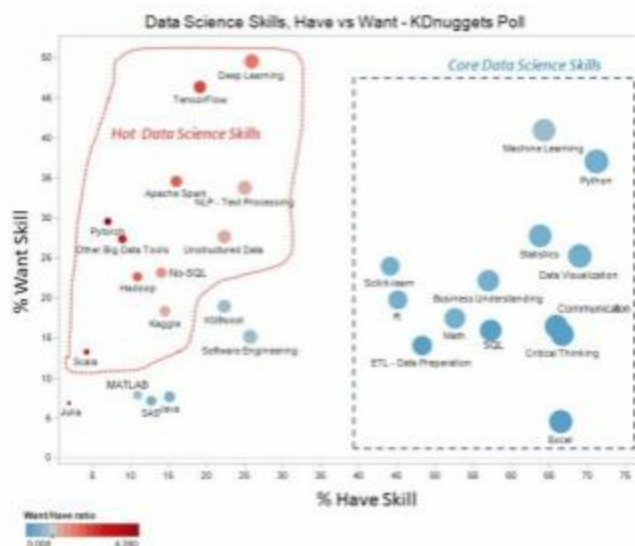 Data Science Skills, Have vs Want - KDnuggets Poll
50
45
40
35
30
25
20
15
10
5
0
% Want Skill
Hot Data Science Skills
Core Data Science Skills
Deep Learning
TensorFlow
Machine Learning
Python
Apache Spark
NLP - Text Processing
Pytorch
Other Big Data Tools
Unstructured Data
Statistics
Data Visualization
Scikit-learn
Hadoop
No-SQL
Business Understanding
R
Kaggle
XGBoost
Communication
Math
SQL
Critical Thinking
Software Engineering
ETL - Data Preparation
Scala
MATLAB
Julia
SAS
Java
Excel
5 10 15 20 25 30 35 40 45 50 55 60 65 70 75
% Have Skill
Want/Have ratio